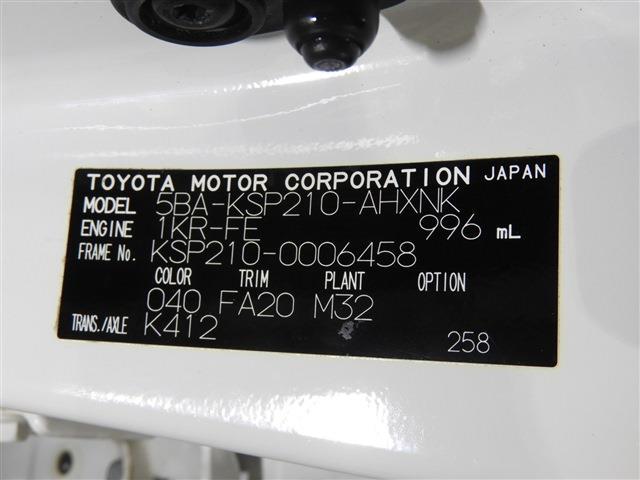 TOYOTA MOTOR CORPORATION JAPAN
MODEL 5BA-KSP210-AHXNK
ENGINE 1KR-FE 996 mL
FRAME No. KSP210-0006458
COLOR TRIM PLANT OPTION
040 FA20 M32
TRANS./AXLE K412
258